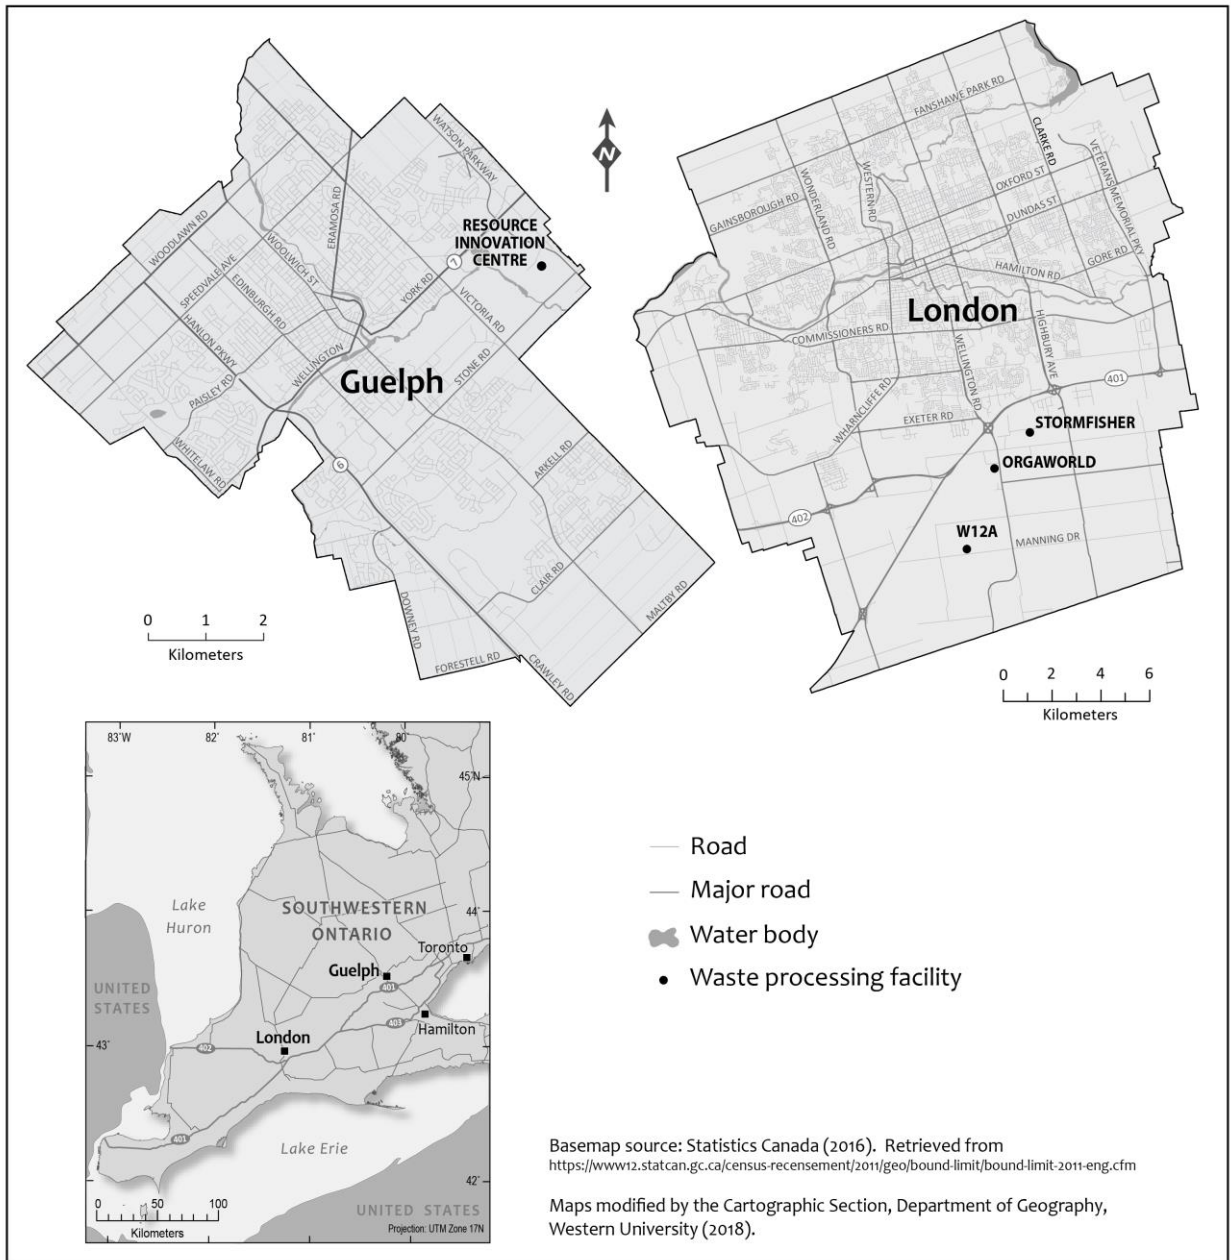 WATSON PARKWAY
ERAMOSA RD
WOODLAWN RD
WOOLWICH ST
SPEEDVALE AVE
EDINBURGH RD
HANLON PKWY
RESOURCE
INNOVATION
CENTRE
7
YORK RD
VICTORIA RD
WELLINGTON
Guelph
STONE RD
PAISLEY RD
WHITELAW RD
6
ARKELL RD
CLAIR RD
MALTBY RD
DOWNEY RD
FORESTELL RD
CRAWLEY RD
0 1 2
Kilometers
N
FANSHAWE PARK RD
CLARKE RD
VETERANS MEMORIAL PKY
WESTERN RD
WONDERLAND RD
OXFORD ST
GAINSBOROUGH RD
DUNDAS ST
HAMILTON RD
GORE RD
London
COMMISSIONERS RD
HIGHBURY AVE
WELLINGTON RD
WHARNCLIFFE RD
401
EXETER RD
STORMFISHER
ORGAWORLD
402
W12A
MANNING DR
0 2 4 6
Kilometers
83°W 82° 81° 80°
45°N
Lake
Huron
44°
SOUTHWESTERN
ONTARIO
Toronto
Guelph
401
UNITED
STATES
403
Hamilton
London
43°
402
401
Lake Erie
42°
0 50 100
Kilometers
UNITED STATES
Projection: UTM Zone 17N
Road
Major road
Water body
Waste processing facility
Basemap source: Statistics Canada (2016). Retrieved from
https://www12.statcan.gc.ca/census-recensement/2011/geo/bound-limit/bound-limit-2011-eng.cfm
Maps modified by the Cartographic Section, Department of Geography,
Western University (2018).